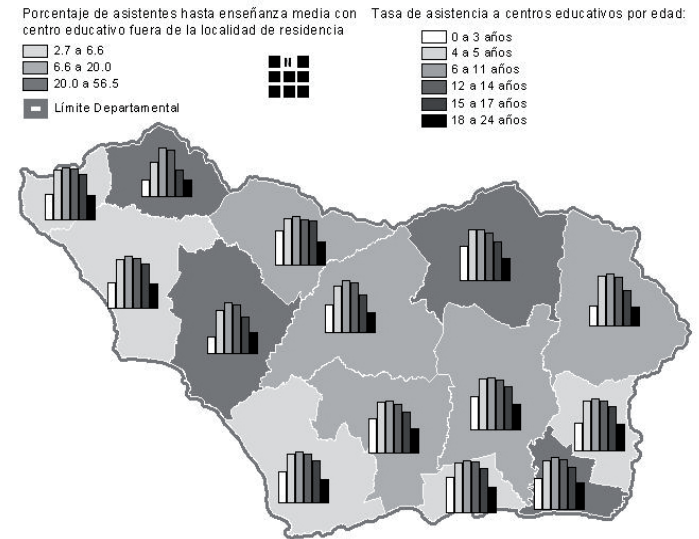 Porcentaje de asistentes hasta enseñanza media con
centro educativo fuera de la localidad de residencia
2.7 a 6.6
6.6 a 20.0
20.0 a 56.5
Límite Departamental
N
Tasa de asistencia a centros educativos por edad:
0 a 3 años
4 a 5 años
6 a 11 años
12 a 14 años
15 a 17 años
18 a 24 años